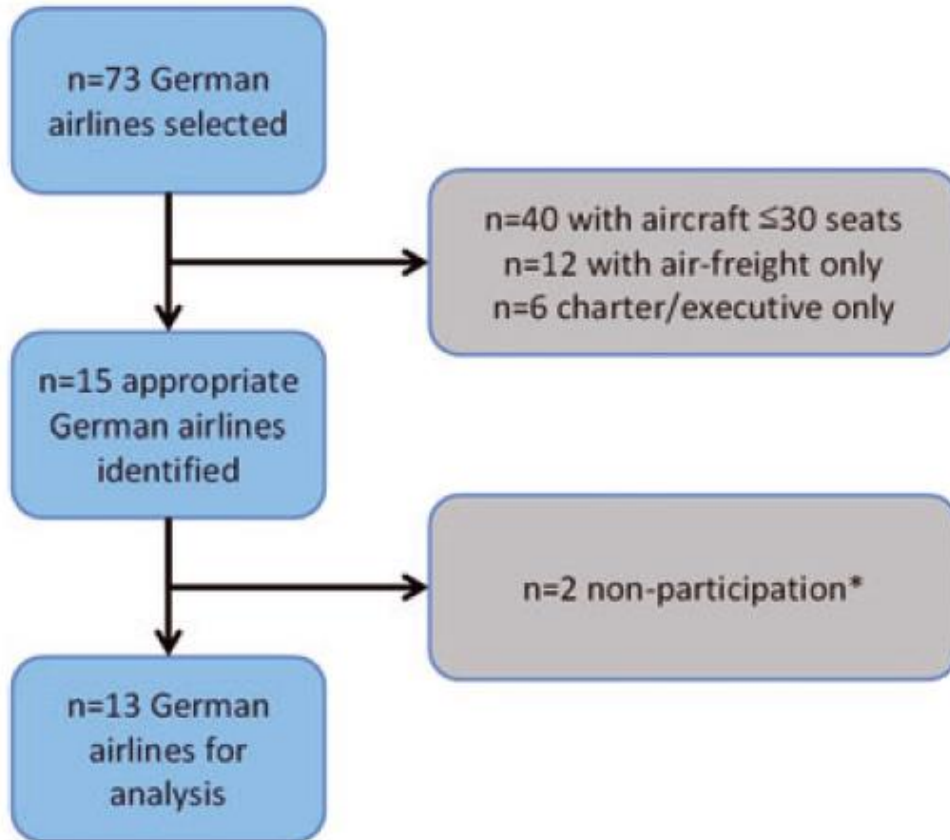 n=73 German
airlines selected
n=40 with aircraft ≤30 seats
n=12 with air-freight only
n=6 charter/executive only
n=15 appropriate
German airlines
identified
n=2 non-participation*
n=13 German
airlines for
analysis